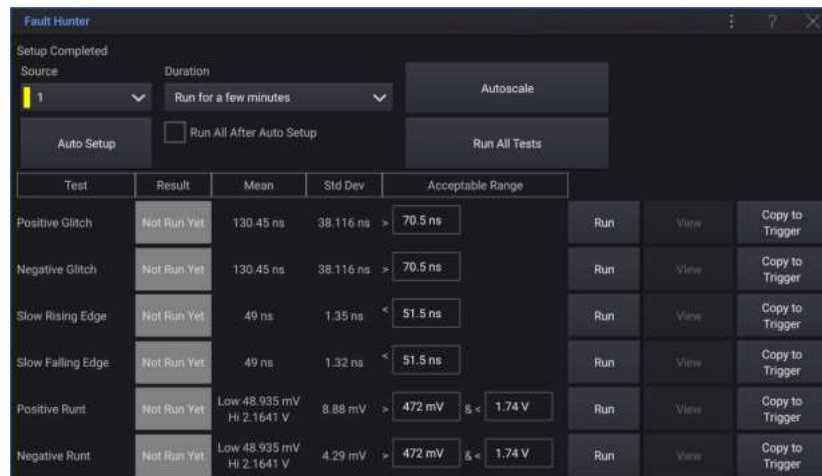 Fault Hunter
?
Setup Completed
Source Duration
1 Run for a few minutes Autoscale
Auto Setup Run All After Auto Setup Run All Tests
Test Result Mean Std Dev Acceptable Range
Positive Glitch Not Run Yet 130.45 ns 38.116 ns > 70.5 ns Run View Copy to Trigger
Negative Glitch Not Run Yet 130.45 ns 38.116 ns > 70.5 ns Run View Copy to Trigger
Slow Rising Edge Not Run Yet 49 ns 1.35 ns < 51.5 ns Run View Copy to Trigger
Slow Falling Edge Not Run Yet 49 ns 1.32 ns < 51.5 ns Run View Copy to Trigger
Positive Runt Not Run Yet Low 48.935 mV Hi 2.1641 V 8.88 mV > 472 mV & < 1.74 V Run View Copy to Trigger
Negative Runt Not Run Yet Low 48.935 mV Hi 2.1641 V 4.29 mV > 472 mV & < 1.74 V Run View Copy to Trigger